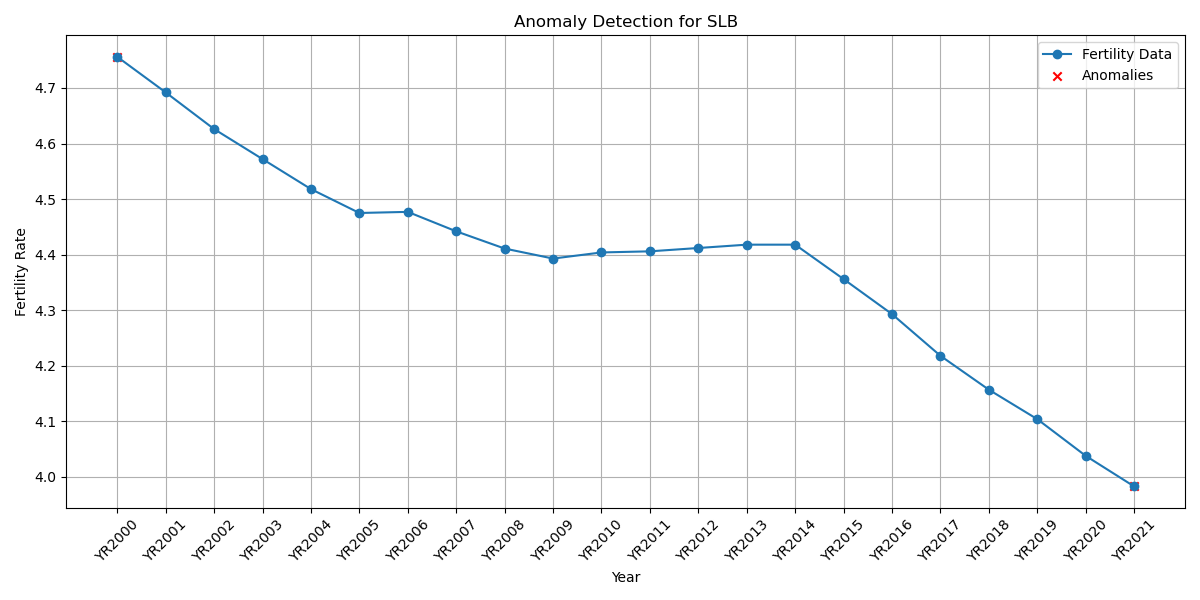 Anomaly Detection for SLB
Fertility Data
Anomalies
Fertility Rate
4.7
4.6
4.5
4.4
4.3
4.2
4.1
4.0
YR2000
YR2001
YR2002
YR2003
YR2004
YR2005
YR2006
YR2007
YR2008
YR2009
YR2010
YR2011
YR2012
YR2013
YR2014
YR2015
YR2016
YR2017
YR2018
YR2019
YR2020
YR2021
Year